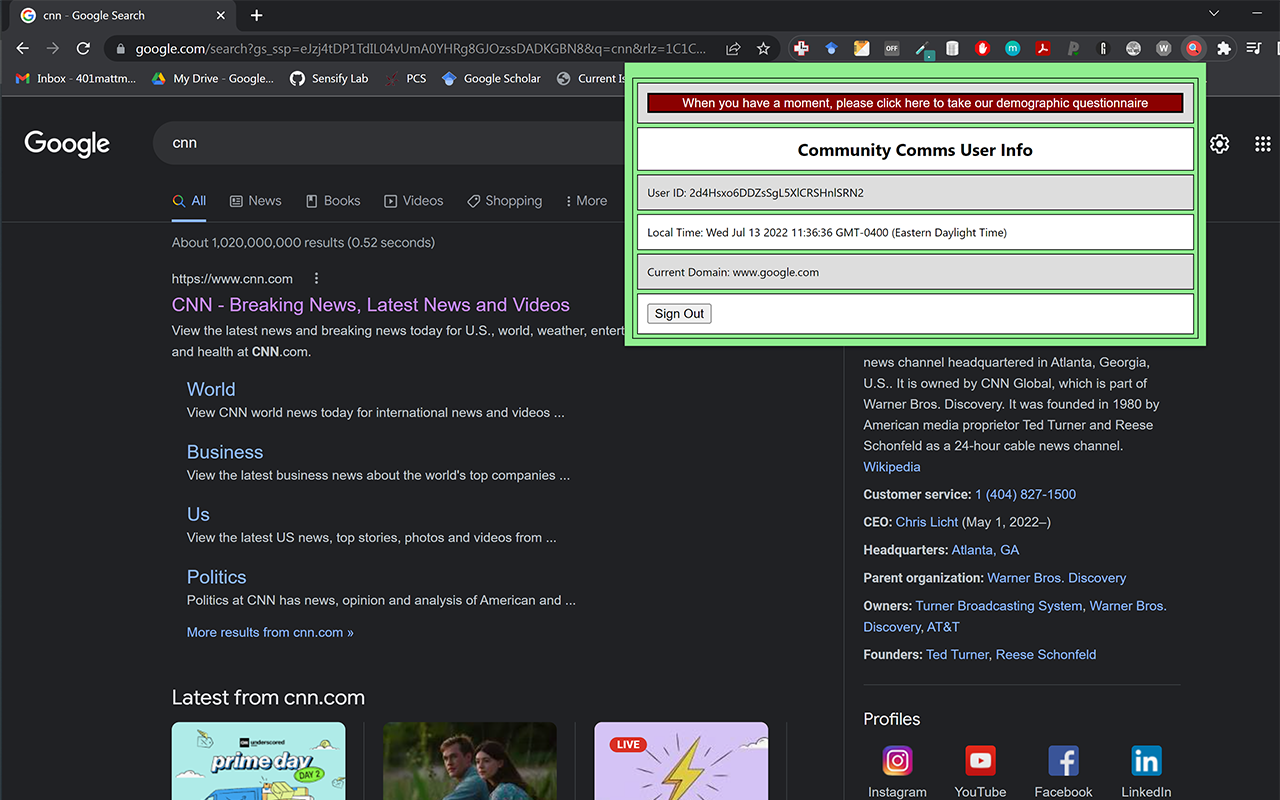 cnn - Google Search
google.com/search?gs_ssp=eJzj4tDP1TdIL04vUmA0YHRg8GJOzssDADKGBN8&q=cnn&rlz=1C1C...
OFF
Inbox - 401mattm...
My Drive - Google...
Sensify Lab
PCS
Google Scholar
Current Is
When you have a moment, please click here to take our demographic questionnaire
Community Comms User Info
User ID: 2d4Hsxo6DDZsSgL5XlCRSHnlSRN2
Local Time: Wed Jul 13 2022 11:36:36 GMT-0400 (Eastern Daylight Time)
Current Domain: www.google.com
Sign Out
Google
cnn
All
News
Books
Videos
Shopping
More
About 1,020,000,000 results (0.52 seconds)
https://www.cnn.com
CNN - Breaking News, Latest News and Videos
View the latest news and breaking news today for U.S., world, weather, entert
and health at CNN.com.
World
View CNN world news today for international news and videos ...
Business
View the latest business news about the world's top companies ...
Us
View the latest US news, top stories, photos and videos from ...
Politics
Politics at CNN has news, opinion and analysis of American and ...
More results from cnn.com »
Latest from cnn.com
CNN underscored
prime day
DAY 2
LIVE
news channel headquartered in Atlanta, Georgia,
U.S.. It is owned by CNN Global, which is part of
Warner Bros. Discovery. It was founded in 1980 by
American media proprietor Ted Turner and Reese
Schonfeld as a 24-hour cable news channel.
Wikipedia
Customer service: 1 (404) 827-1500
CEO: Chris Licht (May 1, 2022–)
Headquarters: Atlanta, GA
Parent organization: Warner Bros. Discovery
Owners: Turner Broadcasting System, Warner Bros.
Discovery, AT&T
Founders: Ted Turner, Reese Schonfeld
Profiles
Instagram
YouTube
Facebook
LinkedIn